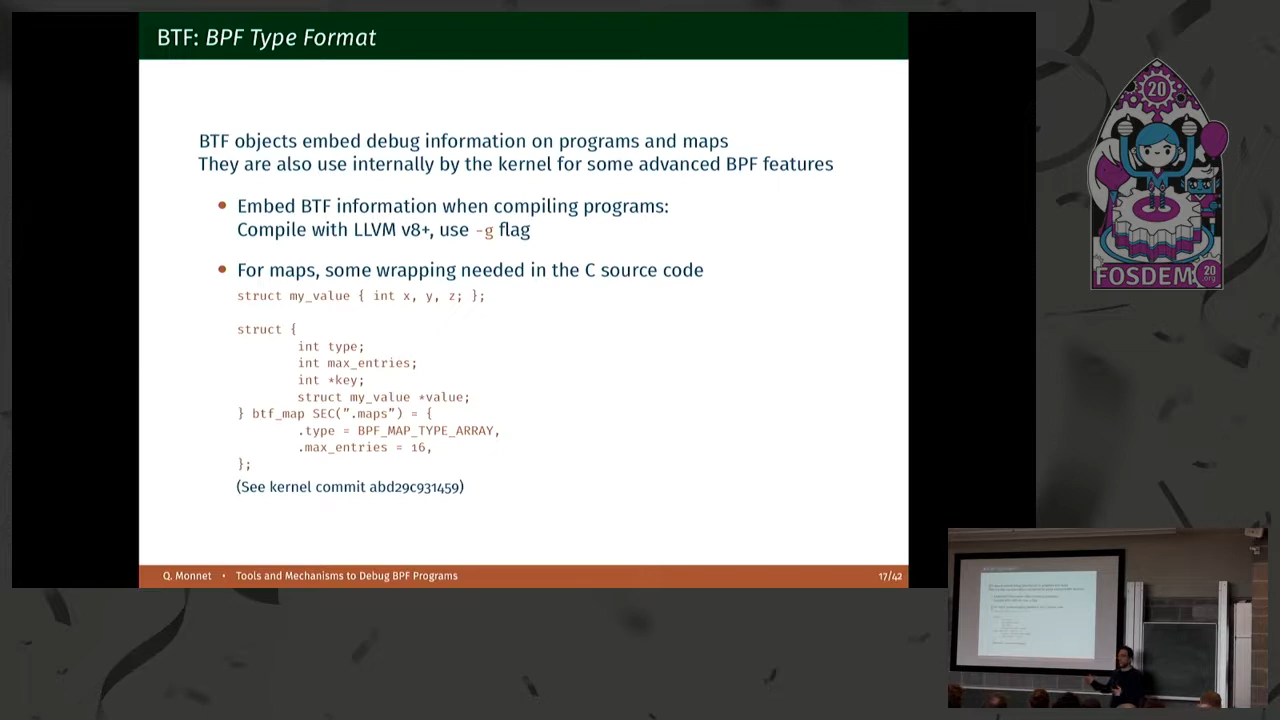 BTF: BPF Type Format
BTF objects embed debug information on programs and maps
They are also use internally by the kernel for some advanced BPF features
• Embed BTF information when compiling programs:
Compile with LLVM v8+, use -g flag
• For maps, some wrapping needed in the C source code
struct my_value { int x, y, z; };
struct {
int type;
int max_entries;
int *key;
struct my_value *value;
} btf_map SEC(".maps") = {
.type = BPF_MAP_TYPE_ARRAY,
.max_entries = 16,
};
(See kernel commit abd29c931459)
Q. Monnet • Tools and Mechanisms to Debug BPF Programs
17/42
20
FOSDEM
20
.org